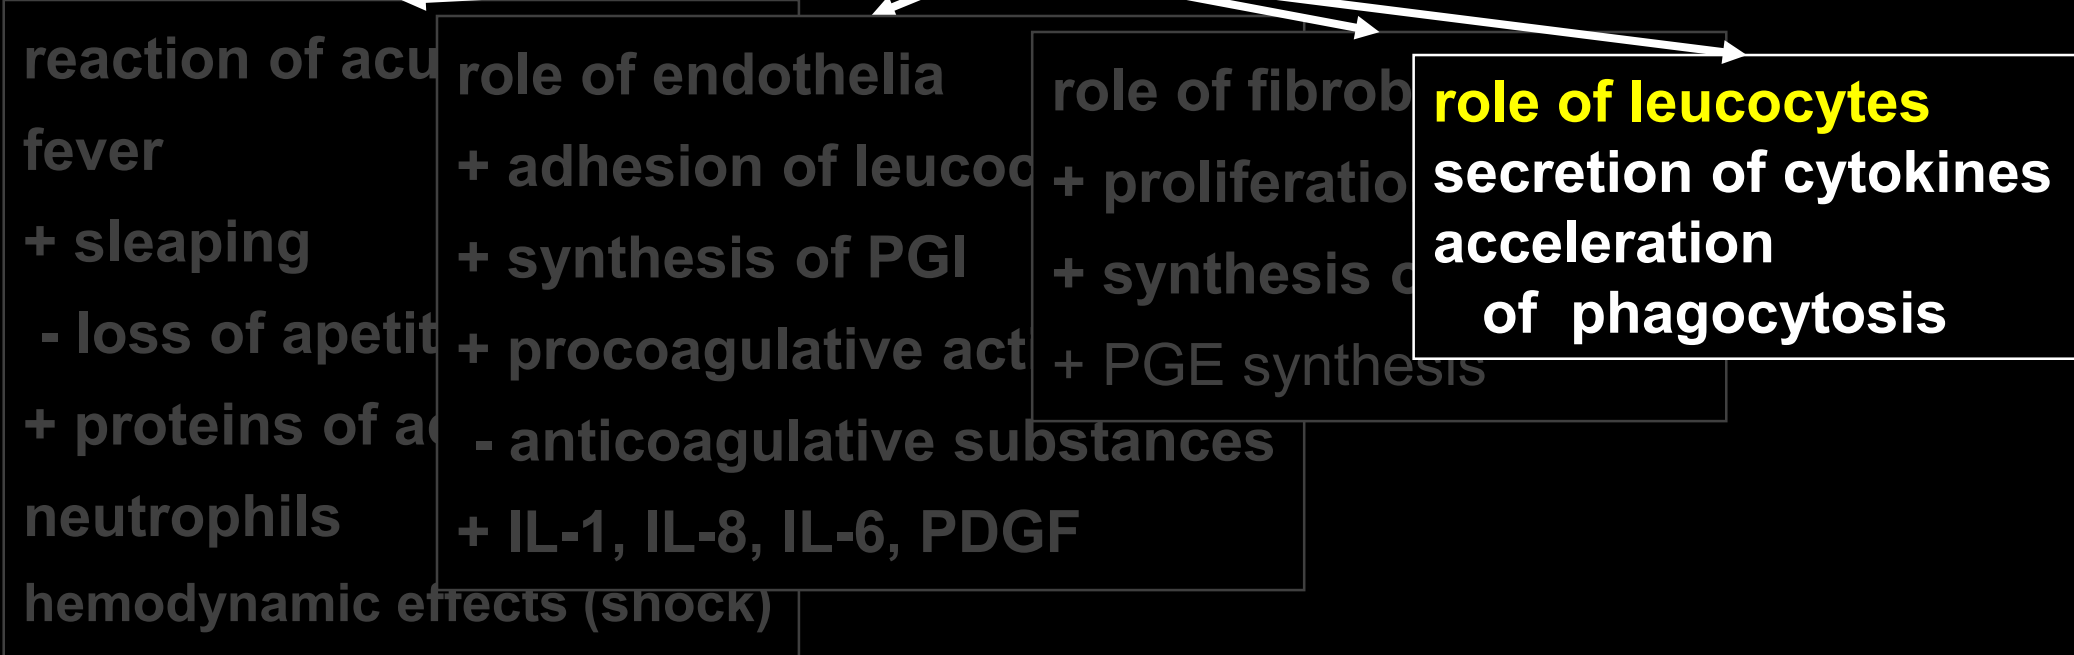 reaction of acu
fever
+ sleaping
- loss of apetit
+ proteins of a
neutrophils
hemodynamic effects (shock)
role of endothelia
+ adhesion of leucoc
+ synthesis of PGI
+ procoagulative act
- anticoagulative substances
+ IL-1, IL-8, IL-6, PDGF
role of fibrob
+ proliferatio
+ synthesis
+ PGE synthesis
role of leucocytes
secretion of cytokines
acceleration
of phagocytosis